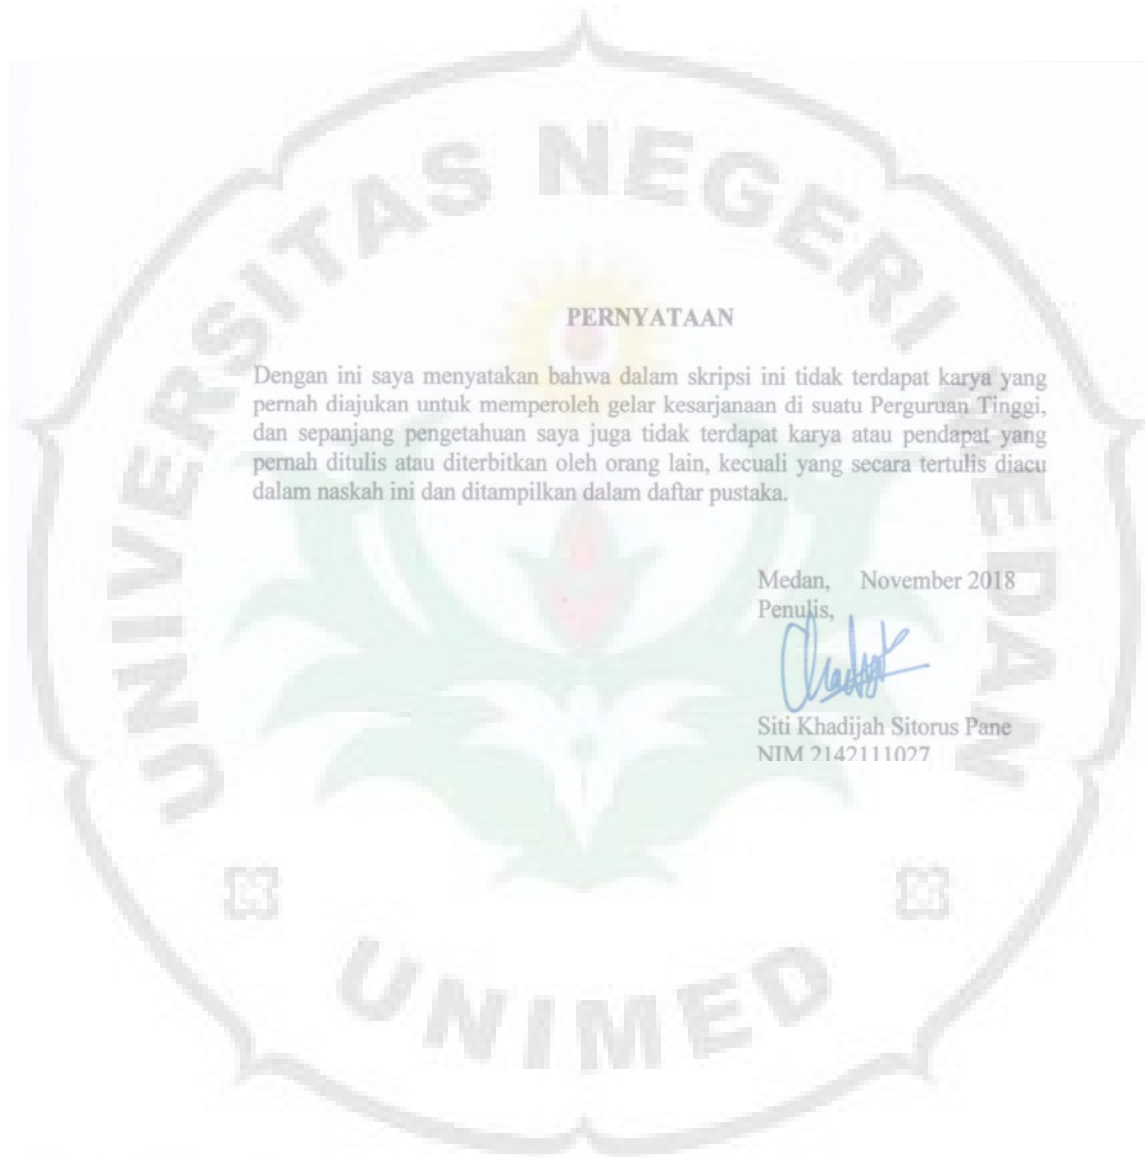 UNIVERSITAS NEGERI MEDAN
PERNYATAAN
Dengan ini saya menyatakan bahwa dalam skripsi ini tidak terdapat karya yang
pernah diajukan untuk memperoleh gelar kesarjanaan di suatu Perguruan Tinggi,
dan sepanjang pengetahuan saya juga tidak terdapat karya atau pendapat yang
pernah ditulis atau diterbitkan oleh orang lain, kecuali yang secara tertulis diacu
dalam naskah ini dan ditampilkan dalam daftar pustaka.
Medan, November 2018
Penulis,
Siti Khadijah Sitorus Pane
NIM 2142111027
UNIMED